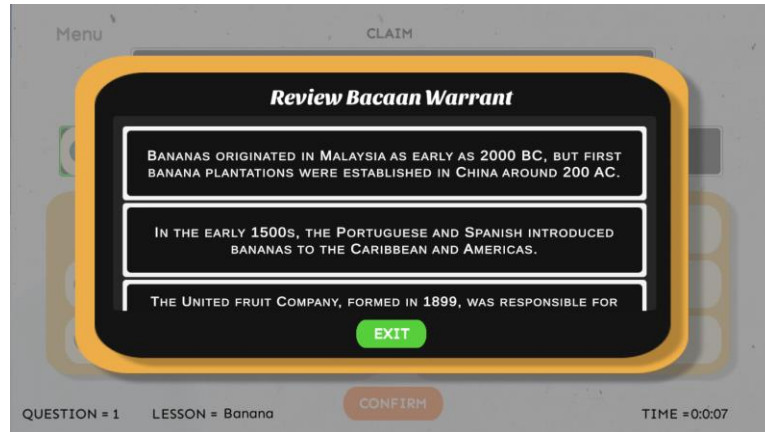 Menu
CLAIM
Review Bacaan Warrant
BANANAS ORIGINATED IN MALAYSIA AS EARLY AS 2000 BC, BUT FIRST
BANANA PLANTATIONS WERE ESTABLISHED IN CHINA AROUND 200 AC.
IN THE EARLY 1500S, THE PORTUGUESE AND SPANISH INTRODUCED
BANANAS TO THE CARIBBEAN AND AMERICAS.
THE UNITED FRUIT COMPANY, FORMED IN 1899, WAS RESPONSIBLE FOR
EXIT
CONFIRM
QUESTION = 1 LESSON = Banana TIME =0:0:07